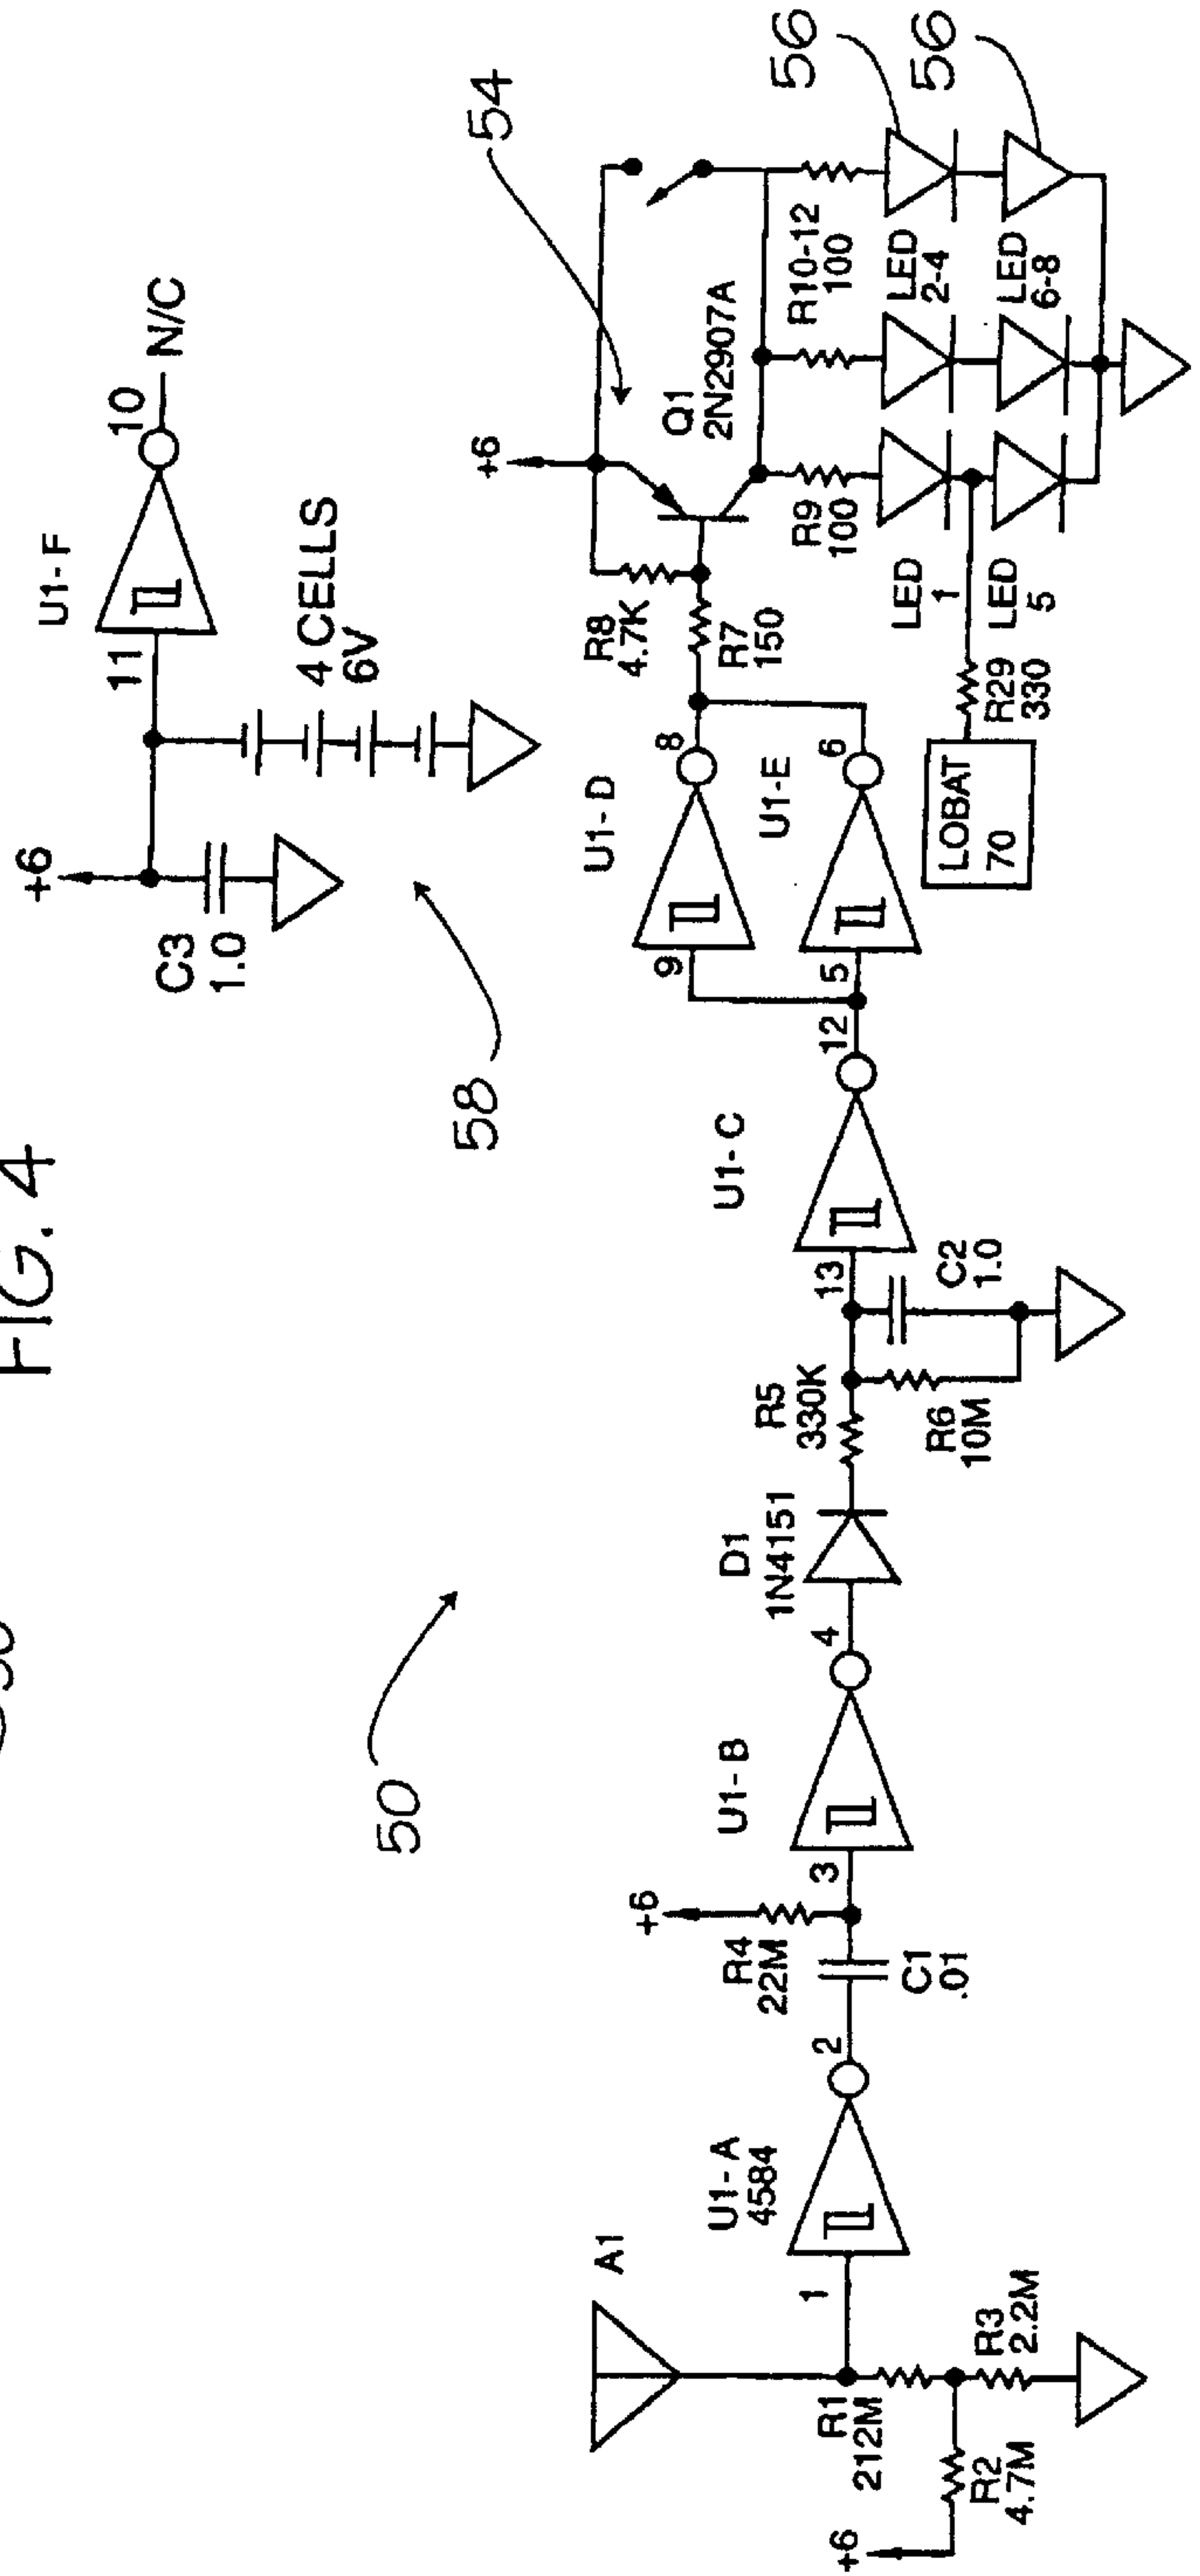 FIG. 4
+6
C3
1.0
4 CELLS
6V
U1-F
11
10
N/C
58
50
54
A1
+6
R2
4.7M
R1
212M
R3
2.2M
1
U1-A
4584
2
C1
.01
+6
R4
22M
3
U1-B
4
D1
1N4151
R5
330K
R6
10M
C2
1.0
13
U1-C
12
9
U1-D
8
5
U1-E
6
R8
4.7K
R7
150
+6
Q1
2N2907A
R9
100
R10-12
100
LOBAT
70
R29
330
LED
1
LED
5
LED
2-4
LED
6-8
56
56